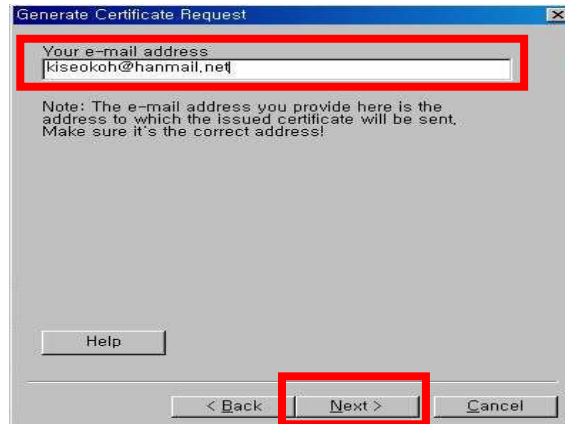 Generate Certificate Request
Your e-mail address
kiseokoh@hanmail.net
Note: The e-mail address you provide here is the
address to which the issued certificate will be sent.
Make sure it's the correct address!
Help
< Back
Next >
Cancel